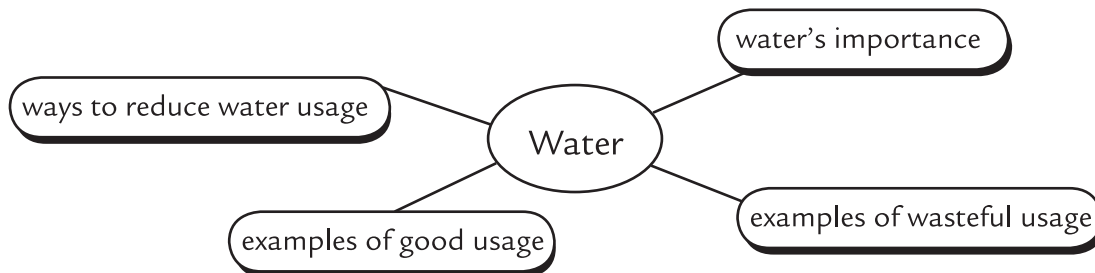 water’s importance
ways to reduce water usage
Water
examples of wasteful usage
examples of good usage